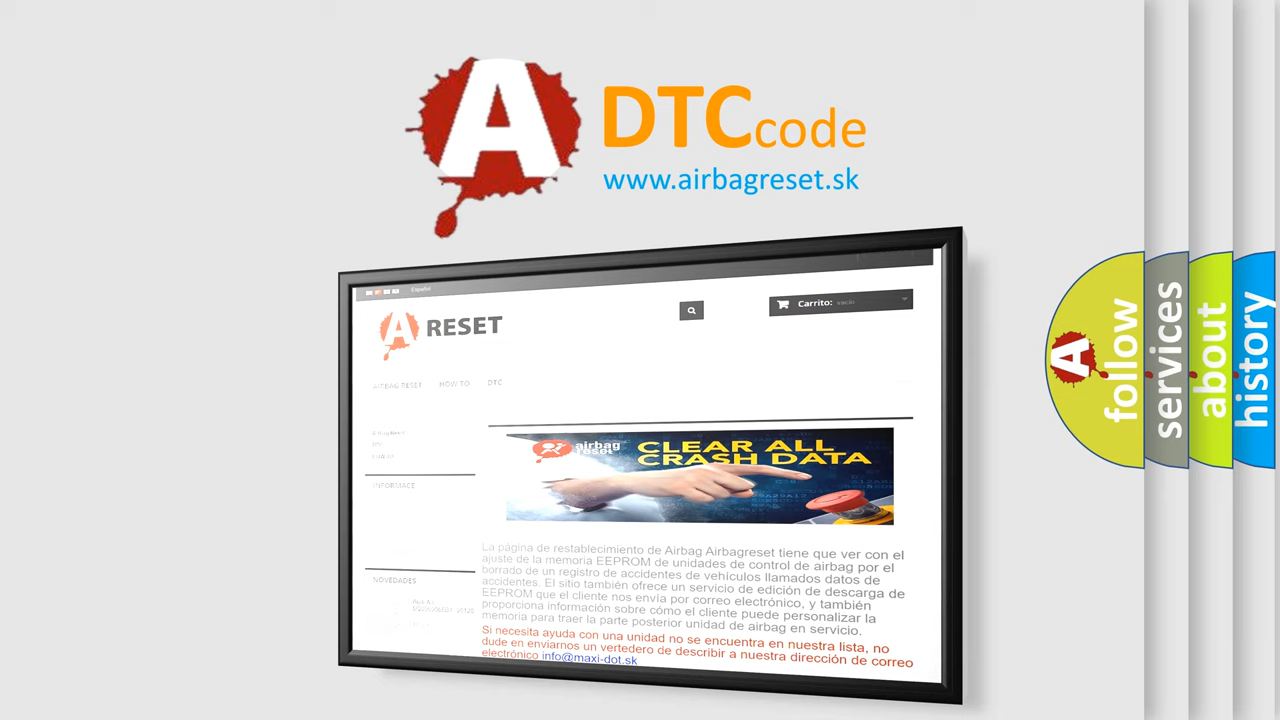 A DTCcode
www.airbagreset.sk
Español
A RESET
Carrito: vacío
AIRBAG RESET HOW TO DTC
airbag reset
CLEAR ALL
CRASH DATA
INFORMACE
La página de restablecimiento de Airbag Airbagreset tiene que ver con el
ajuste de la memoria EEPROM de unidades de control de airbag por el
borrado de un registro de accidentes de vehículos llamados datos de
accidentes. El sitio también ofrece un servicio de edición de descarga de
EEPROM que el cliente nos envía por correo electrónico, y también
proporciona información sobre cómo el cliente puede personalizar la
memoria para traer la parte posterior unidad de airbag en servicio.
NOVEDADES
Si necesita ayuda con una unidad no se encuentra en nuestra lista, no
dude en enviarnos un vertedero de describir a nuestra dirección de correo
electrónico info@maxi-dot.sk
A follow
services
about
history